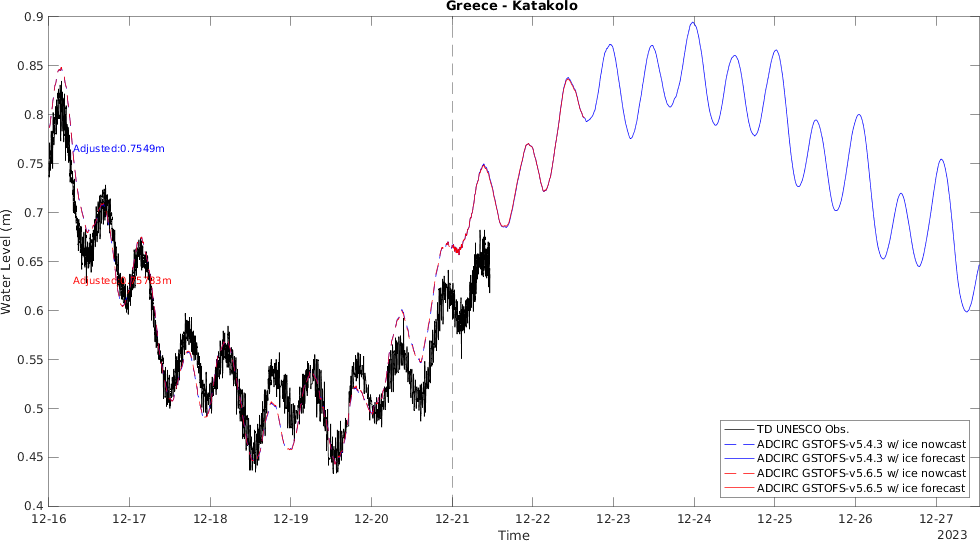 Greece - Katakolo
0.9
0.85
0.8
0.75
0.7
0.65
0.6
0.55
0.5
0.45
0.4
Water Level (m)
Adjusted:0.7549m
TD UNESCO Obs.
ADCIRC GSTOFS-v5.4.3 w/ ice nowcast
ADCIRC GSTOFS-v5.4.3 w/ ice forecast
ADCIRC GSTOFS-v5.6.5 w/ ice nowcast
ADCIRC GSTOFS-v5.6.5 w/ ice forecast
12-16 12-17 12-18 12-19 12-20 12-21 12-22 12-23 12-24 12-25 12-26 12-27
Time
2023